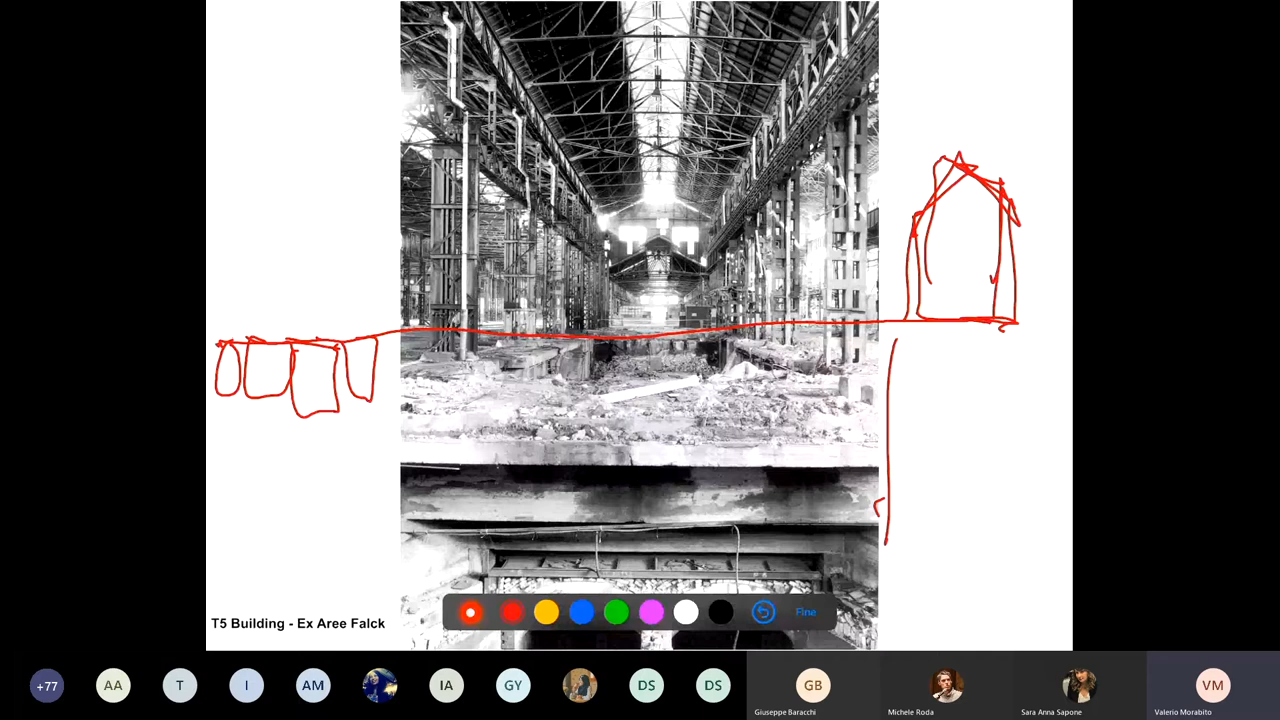 Fine
T5 Building - Ex Aree Falck
+77
AA
T
I
AM
IA
GY
DS
DS
GB
VM
Giuseppe Baracchi
Michele Roda
Sara Anna Sapone
Valerio Morabito